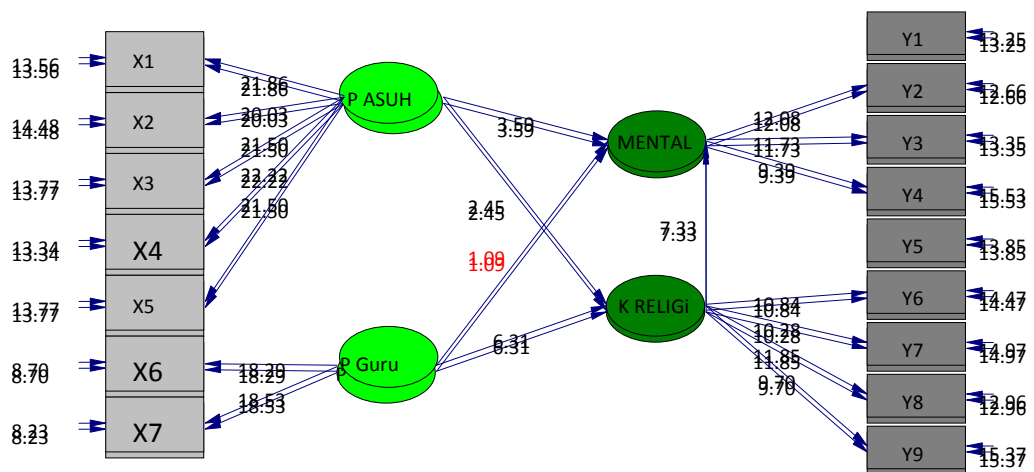 13.56 X1
14.48 X2
13.77 X3
13.34 X4
13.77 X5
8.70 X6
8.23 X7
21.86
20.03
21.50
22.22
21.50
18.29
18.53
P ASUH
P Guru
3.59
2.45
1.09
6.31
MENTAL
K RELIGi
7.33
12.08
11.73
9.39
10.84
10.28
11.85
9.70
Y1 13.25
Y2 12.66
Y3 13.35
Y4 15.53
Y5 13.85
Y6 14.47
Y7 14.97
Y8 12.96
Y9 15.37